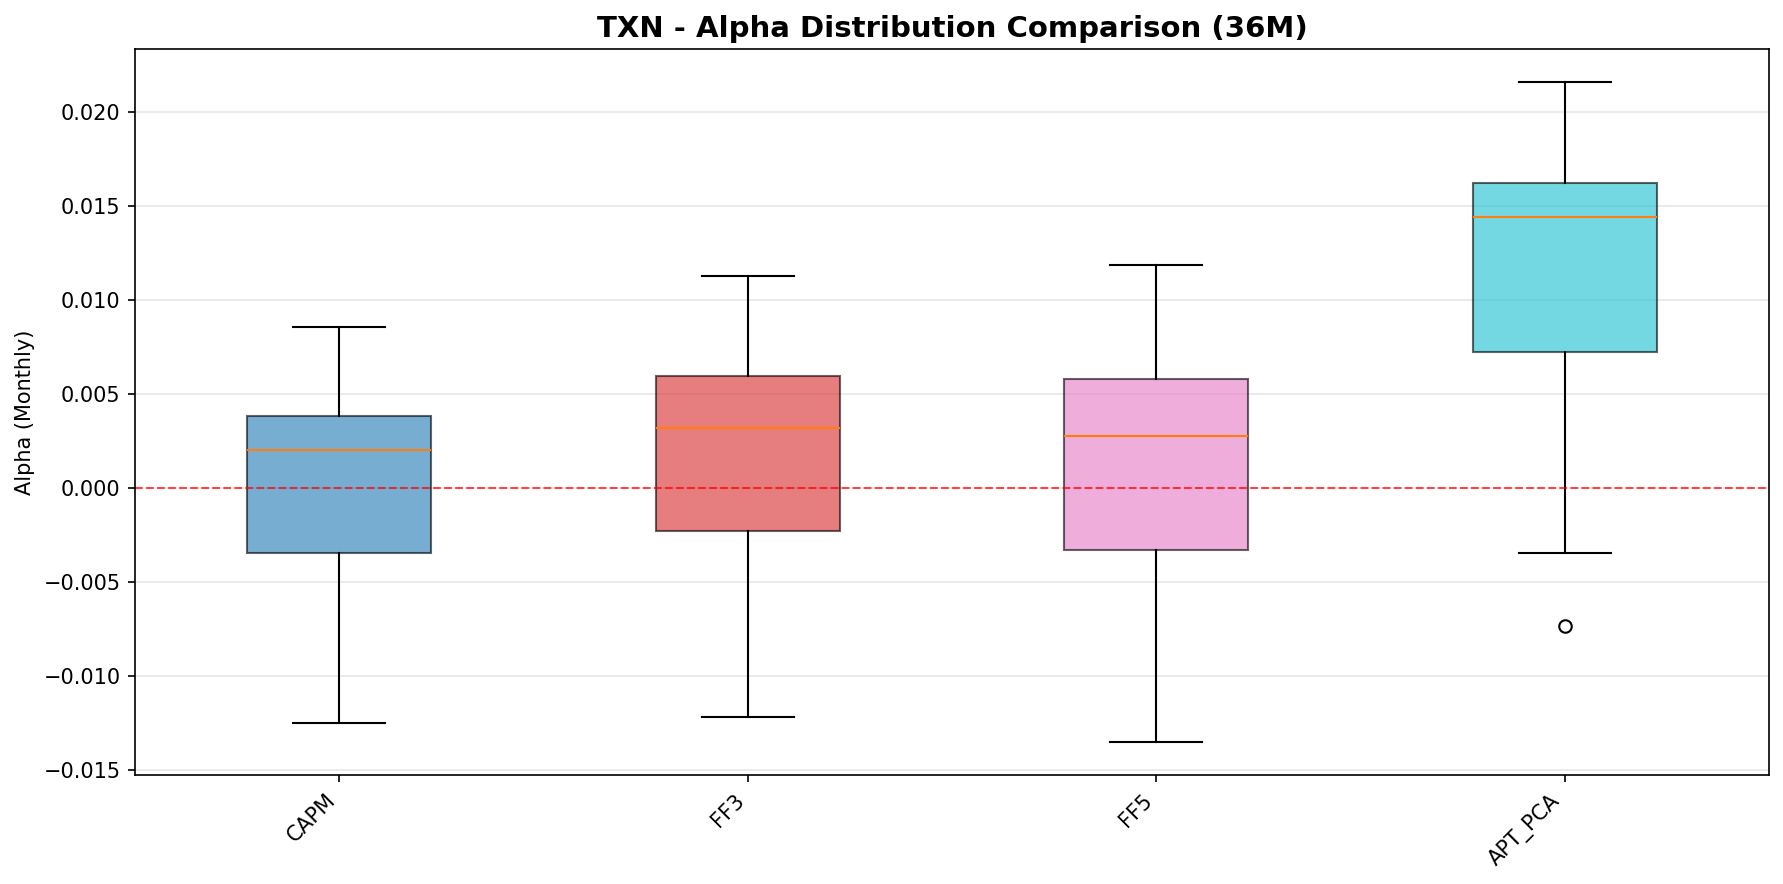 TXN - Alpha Distribution Comparison (36M)
Alpha (Monthly)
0.020
0.015
0.010
0.005
0.000
−0.005
−0.010
−0.015
CAPM
FF3
FF5
APT_PCA